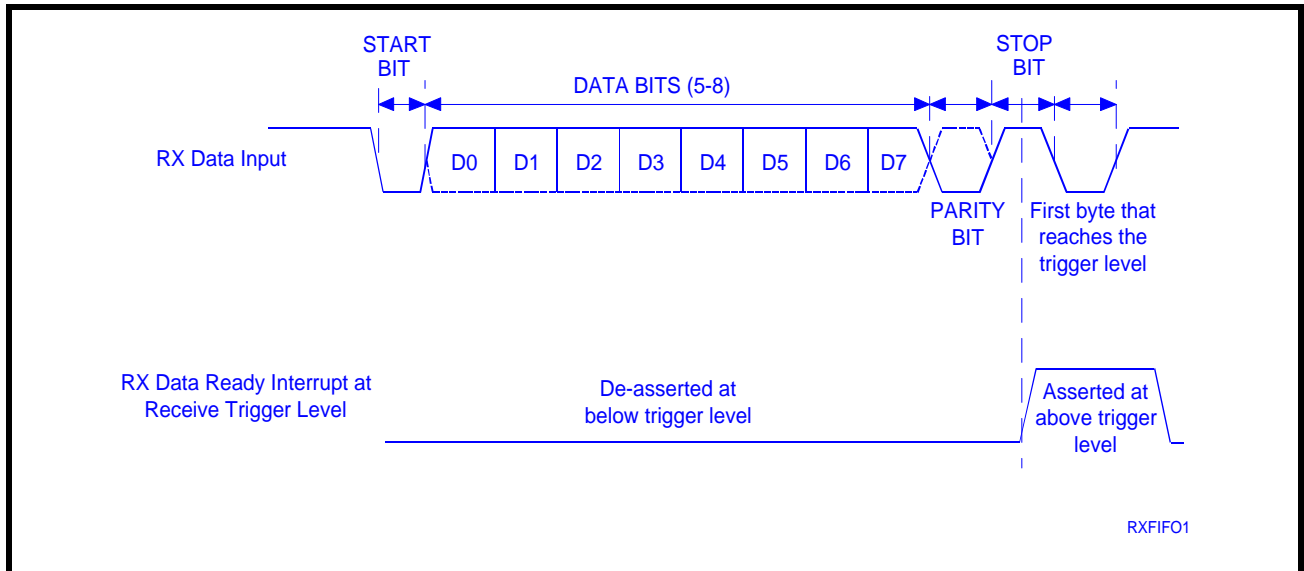 START
BIT
DATA BITS (5-8)
STOP
BIT
RX Data Input
D0 D1 D2 D3 D4 D5 D6 D7
PARITY
BIT
First byte that
reaches the
trigger level
RX Data Ready Interrupt at
Receive Trigger Level
De-asserted at
below trigger level
Asserted at
above trigger
level
RXFIFO1